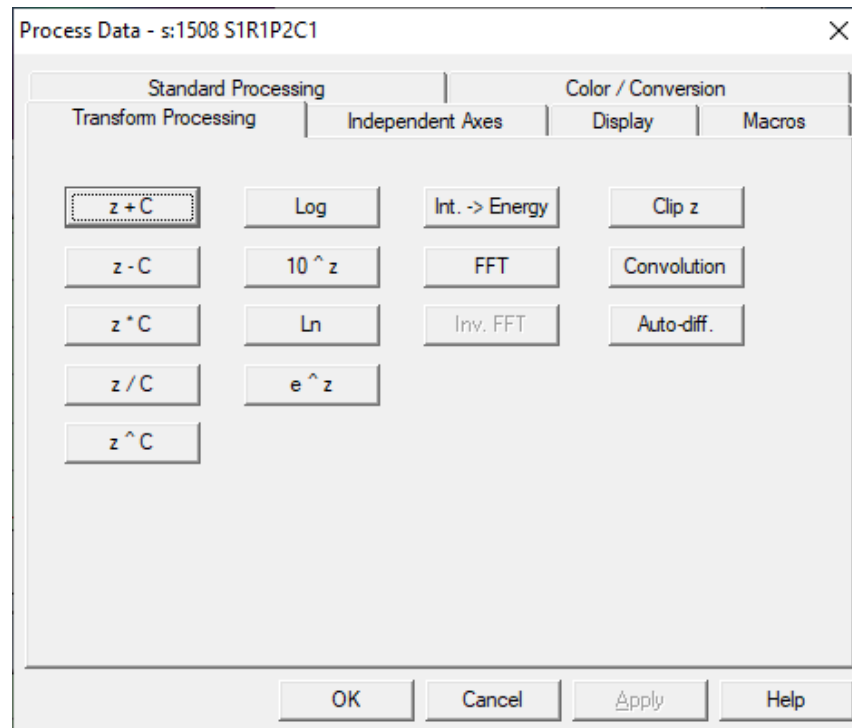 Process Data - s:1508 S1R1P2C1
Standard Processing Color / Conversion
Transform Processing Independent Axes Display Macros
z + C Log Int. -> Energy Clip z
z - C 10 ^ z FFT Convolution
z * C Ln Inv. FFT Auto-diff.
z / C e ^ z
z ^ C
OK Cancel Apply Help